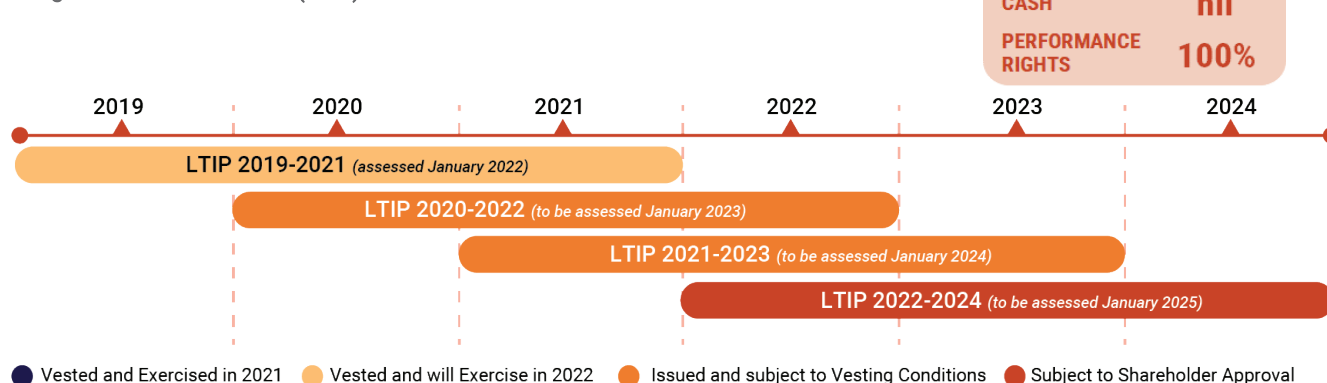 CASH nil
PERFORMANCE
RIGHTS 100%
2019 2020 2021 2022 2023 2024
LTIP 2019-2021 (assessed January 2022)
LTIP 2020-2022 (to be assessed January 2023)
LTIP 2021-2023 (to be assessed January 2024)
LTIP 2022-2024 (to be assessed January 2025)
Vested and Exercised in 2021 Vested and will Exercise in 2022 Issued and subject to Vesting Conditions Subject to Shareholder Approval